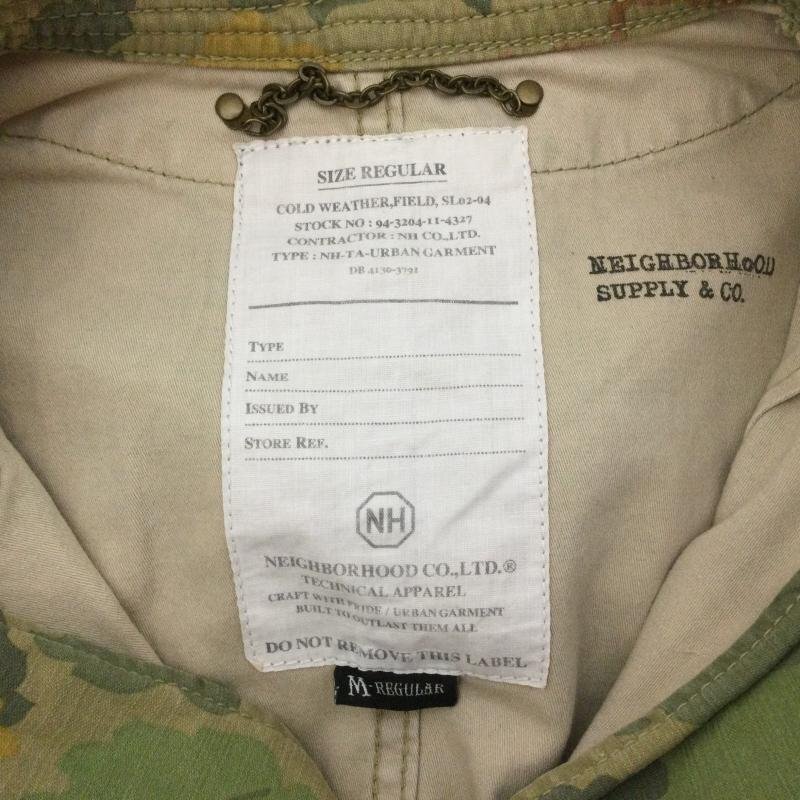 SIZE REGULAR
COLD WEATHER,FIELD, SL02-04
STOCK NO : 94-3204-11-4327
CONTRACTOR : NH CO.,LTD.
TYPE : NH-TA-URBAN GARMENT
DB 4130-3791
TYPE
NAME
ISSUED BY
STORE REF.
NH
NEIGHBORHOOD CO.,LTD.®
TECHNICAL APPAREL
CRAFT WITH PRIDE / URBAN GARMENT
BUILT TO OUTLAST THEM ALL
DO NOT REMOVE THIS LABEL
M-REGULAR
NEIGHBORHOOD
SUPPLY & CO.